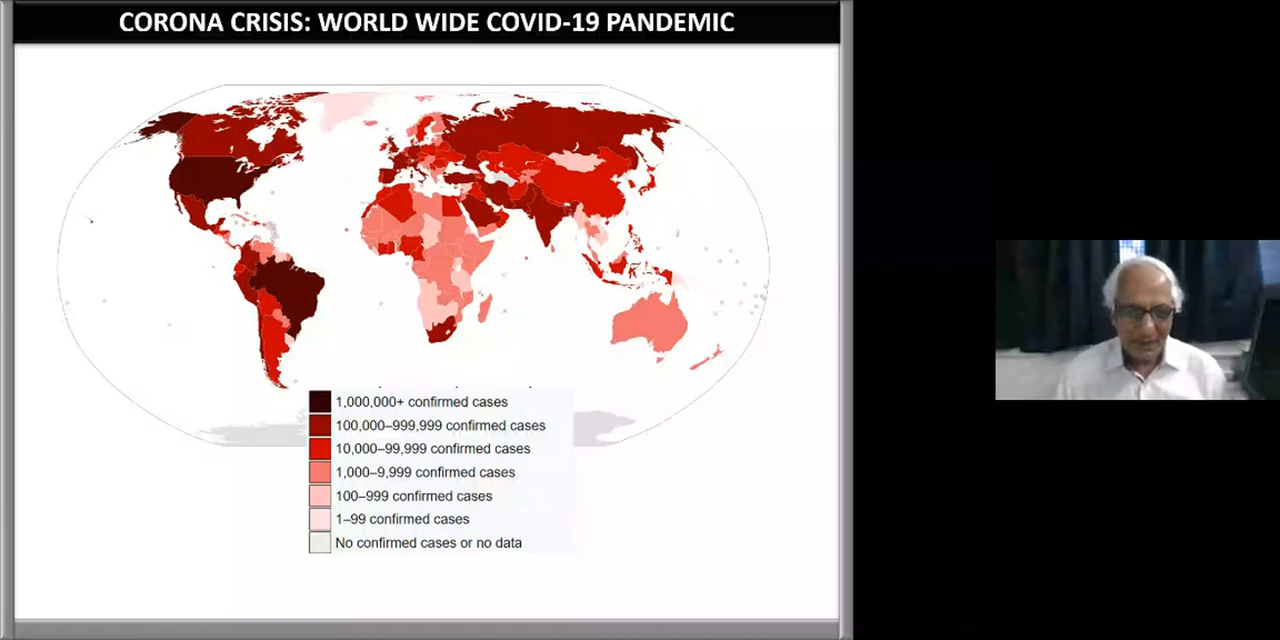 CORONA CRISIS: WORLD WIDE COVID-19 PANDEMIC
1,000,000+ confirmed cases
100,000–999,999 confirmed cases
10,000–99,999 confirmed cases
1,000–9,999 confirmed cases
100–999 confirmed cases
1–99 confirmed cases
No confirmed cases or no data